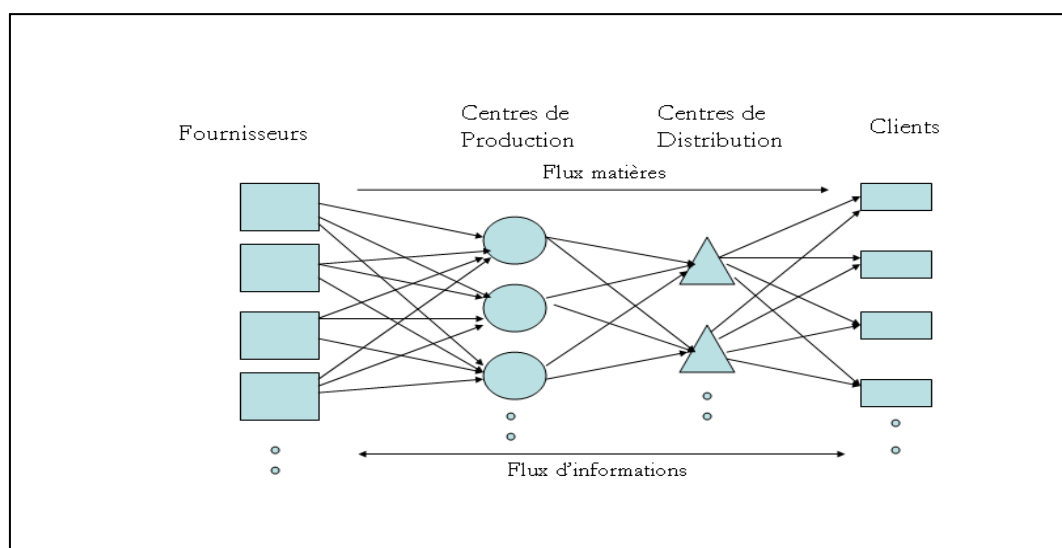 Fournisseurs
Centres de
Production
Centres de
Distribution
Clients
Flux matières
Flux d'informations